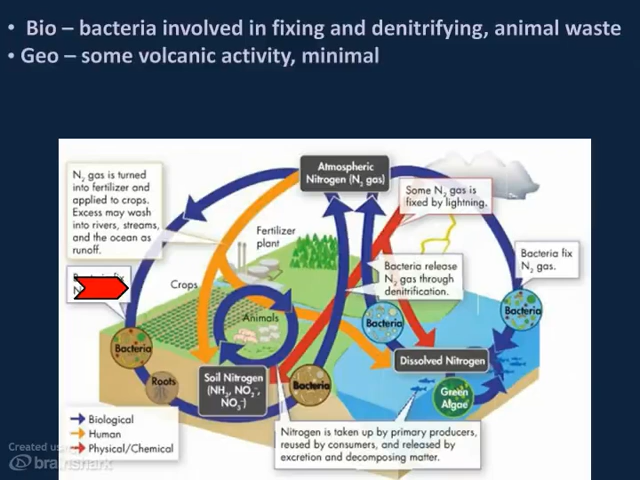 • Bio – bacteria involved in fixing and denitrifying, animal waste
• Geo – some volcanic activity, minimal
Atmospheric
Nitrogen (N₂ gas)
N₂ gas is turned
into fertilizer and
applied to crops.
Excess may wash
into rivers, streams,
and the ocean as
runoff.
Some N₂ gas is
fixed by lightning.
Fertilizer
plant
Bacteria fix
N₂ gas.
Bacteria release
N₂ gas through
denitrification.
Bacteria fix
Crops
Animals
Bacteria
Bacteria
Bacteria
Dissolved Nitrogen
Roots
Soil Nitrogen
(NH₃, NO₂⁻,
NO₃⁻)
Bacteria
Green
Algae
Biological
Human
Physical/Chemical
Nitrogen is taken up by primary producers,
reused by consumers, and released by
excretion and decomposing matter.
Created using
brainshark